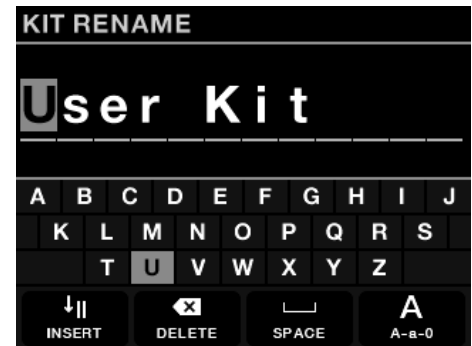 KIT RENAME
User Kit
A B C D E F G H I J
K L M N O P Q R S
T U V W X Y Z
INSERT DELETE SPACE A
A-a-0